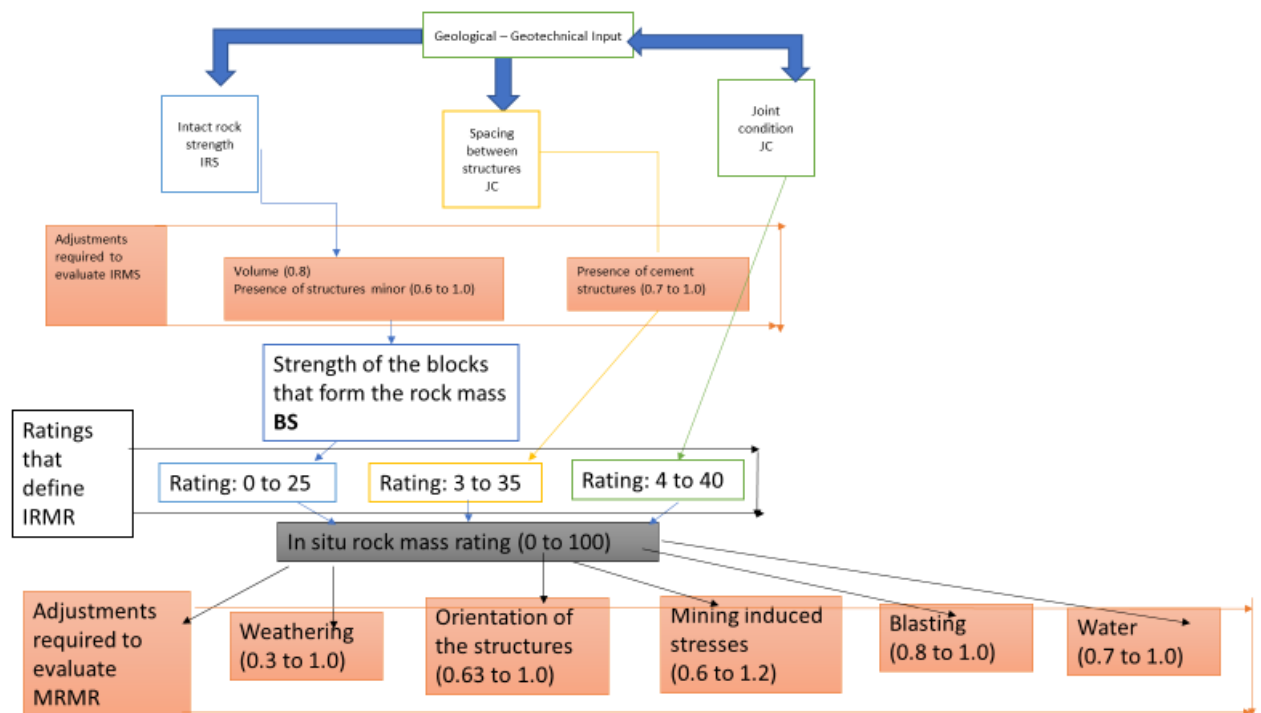 Geological – Geotechnical Input
Intact rock
strength
IRS
Spacing
between
structures
JC
Joint
condition
JC
Adjustments
required to
evaluate IRMS
Volume (0.8)
Presence of structures minor (0.6 to 1.0)
Presence of cement
structures (0.7 to 1.0)
Strength of the blocks
that form the rock mass
BS
Ratings
that
define
IRMR
Rating: 0 to 25
Rating: 3 to 35
Rating: 4 to 40
In situ rock mass rating (0 to 100)
Adjustments
required to
evaluate
MRMR
Weathering
(0.3 to 1.0)
Orientation of
the structures
(0.63 to 1.0)
Mining induced
stresses
(0.6 to 1.2)
Blasting
(0.8 to 1.0)
Water
(0.7 to 1.0)